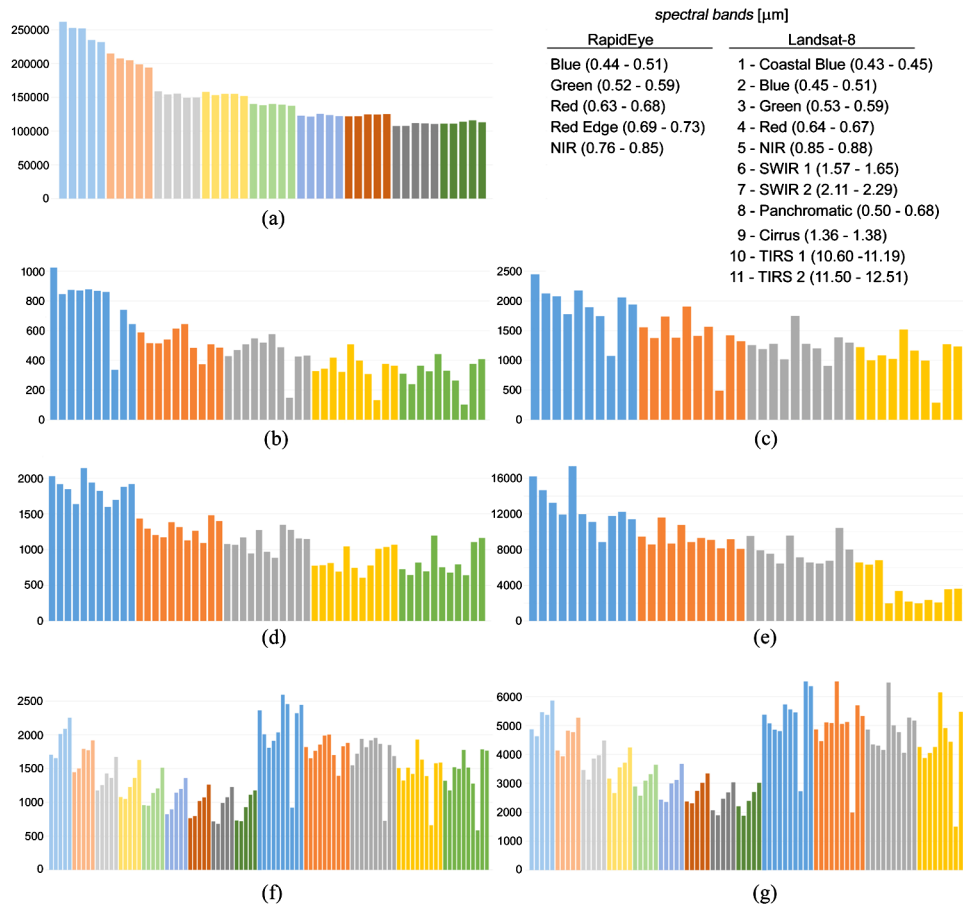 spectral bands [μm]
RapidEye
Blue (0.44 - 0.51)
Green (0.52 - 0.59)
Red (0.63 - 0.68)
Red Edge (0.69 - 0.73)
NIR (0.76 - 0.85)
Landsat-8
1 - Coastal Blue (0.43 - 0.45)
2 - Blue (0.45 - 0.51)
3 - Green (0.53 - 0.59)
4 - Red (0.64 - 0.67)
5 - NIR (0.85 - 0.88)
6 - SWIR 1 (1.57 - 1.65)
7 - SWIR 2 (2.11 - 2.29)
8 - Panchromatic (0.50 - 0.68)
9 - Cirrus (1.36 - 1.38)
10 - TIRS 1 (10.60 -11.19)
11 - TIRS 2 (11.50 - 12.51)
250000
200000
150000
100000
50000
0
(a)
1000
800
600
400
200
0
(b)
2500
2000
1500
1000
500
0
(c)
2000
1500
1000
500
0
(d)
16000
12000
8000
4000
0
(e)
2500
2000
1500
1000
500
0
(f)
6000
5000
4000
3000
2000
1000
0
(g)